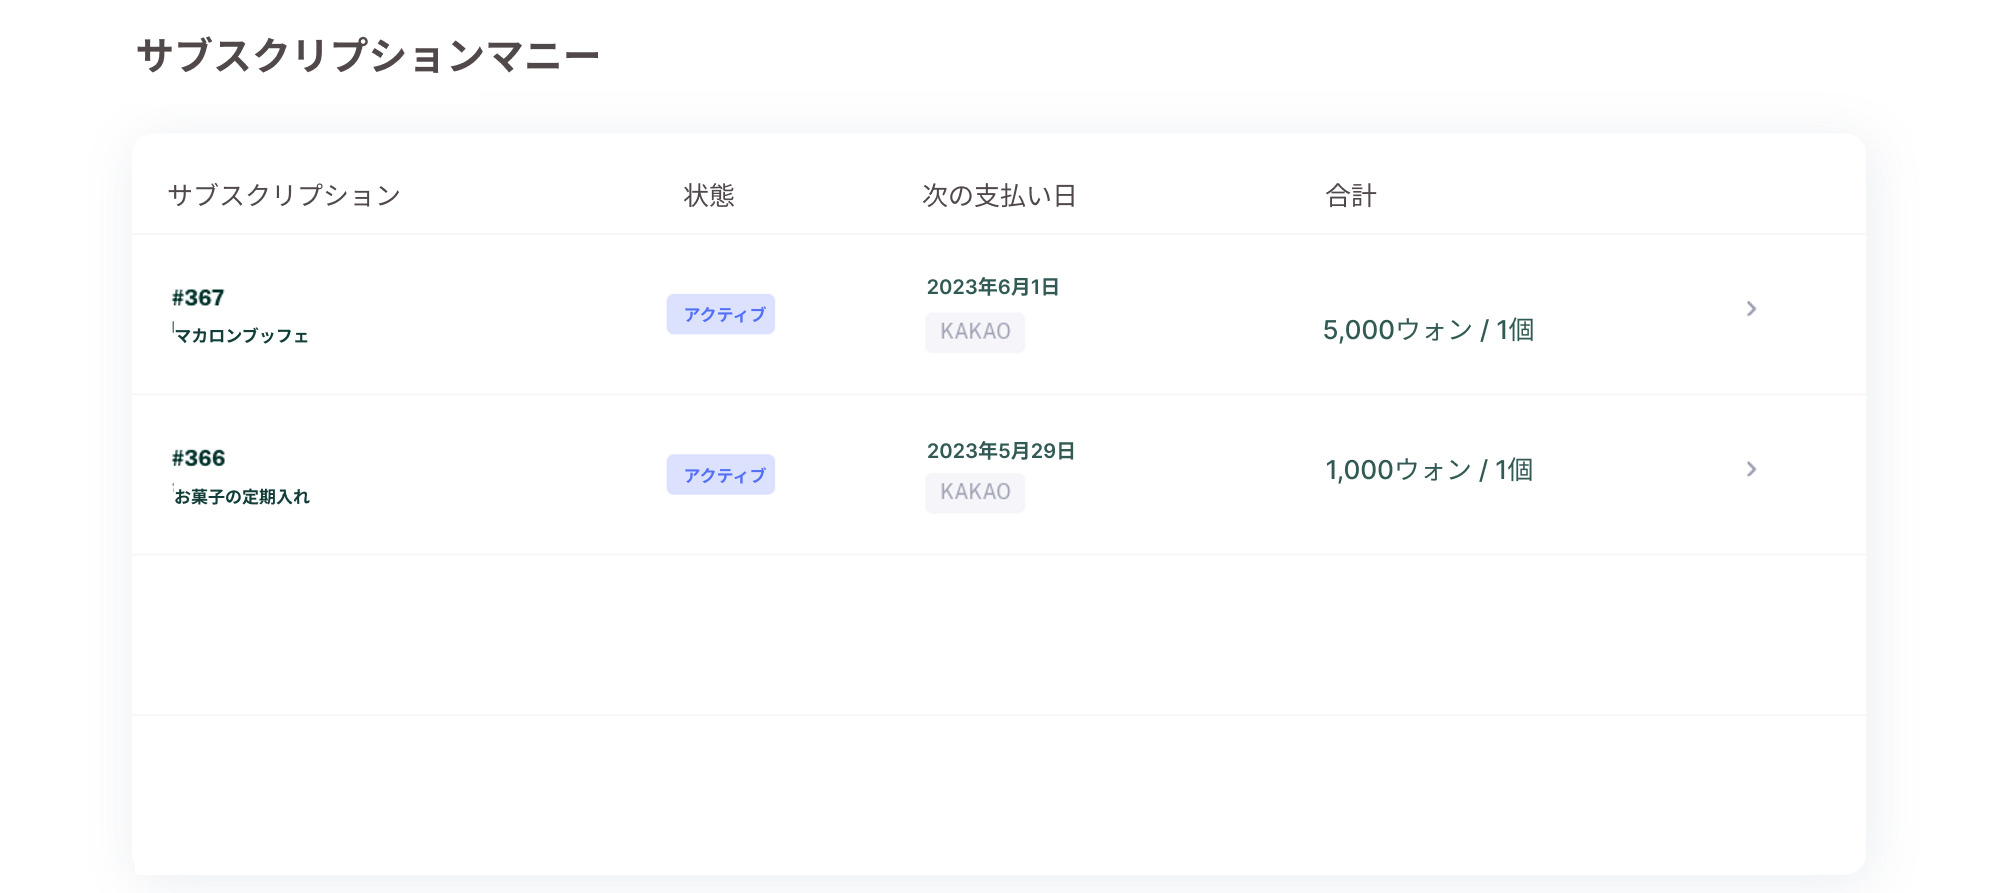 サブスクリプションマニー
サブスクリプション 状態 次の支払い日 合計
#367
マカロンブッフェ
アクティブ
2023年6月1日
KAKAO
5,000ウォン / 1個
#366
お菓子の定期入れ
アクティブ
2023年5月29日
KAKAO
1,000ウォン / 1個